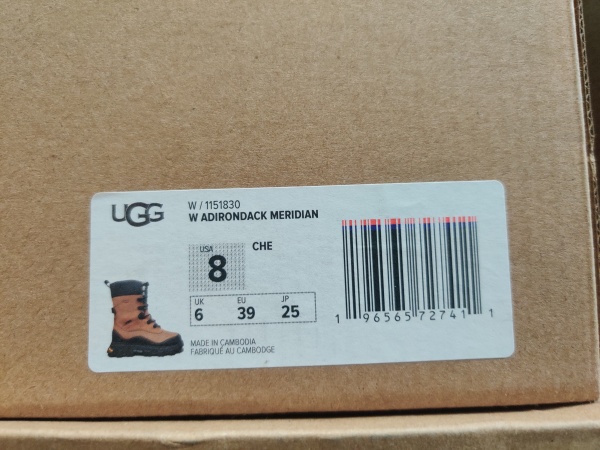 UGG
W / 1151830
W ADIRONDACK MERIDIAN
USA
8
CHE
UK EU JP
6 39 25
1 96565 72741 1
MADE IN CAMBODIA
FABRIQUÉ AU CAMBODGE